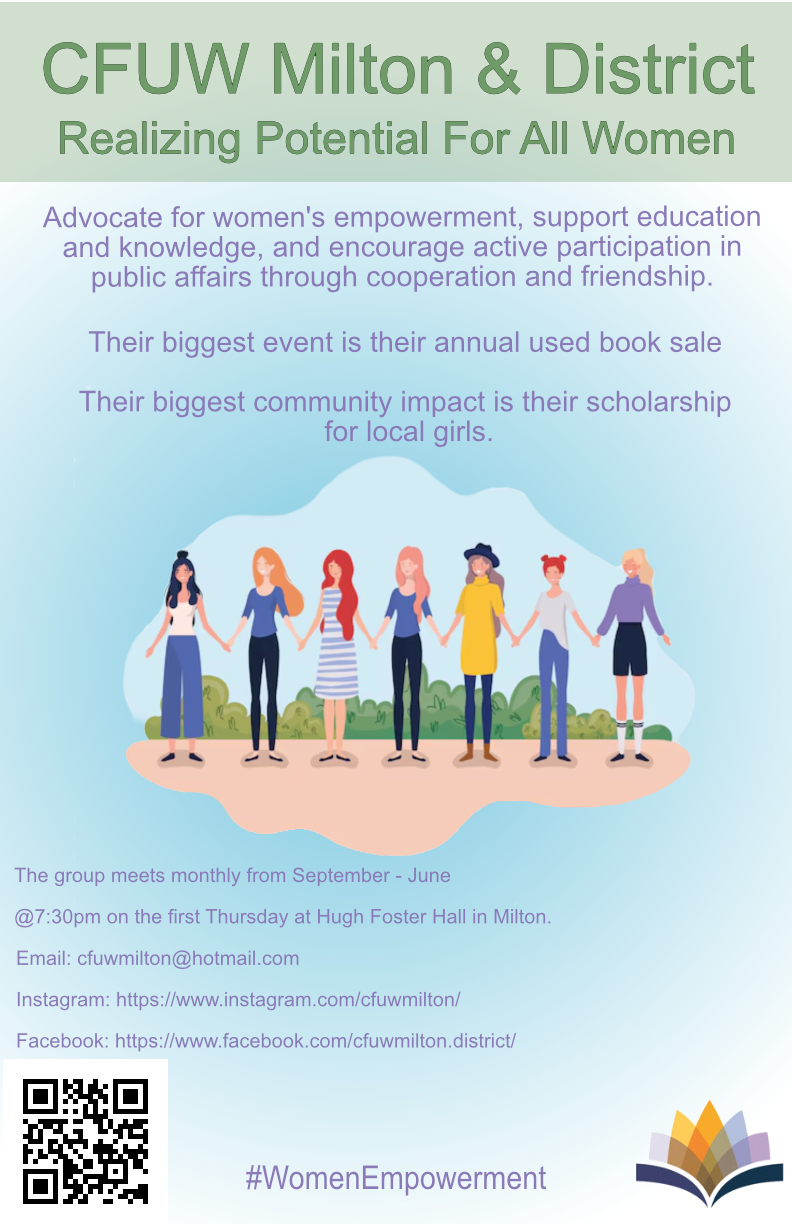 CFUW Milton & District
Realizing Potential For All Women
Advocate for women's empowerment, support education
and knowledge, and encourage active participation in
public affairs through cooperation and friendship.
Their biggest event is their annual used book sale
Their biggest community impact is their scholarship
for local girls.
The group meets monthly from September - June
@7:30pm on the first Thursday at Hugh Foster Hall in Milton.
Email: cfuwmilton@hotmail.com
Instagram: https://www.instagram.com/cfuwmilton/
Facebook: https://www.facebook.com/cfuwmilton.district/
#WomenEmpowerment